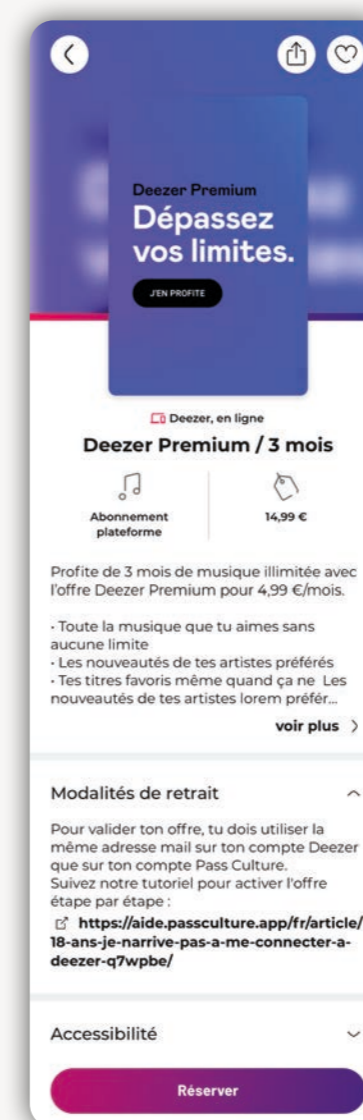 Deezer Premium
Dépassez
vos limites.
J'EN PROFITE
Deezer, en ligne
Deezer Premium / 3 mois
Abonnement
plateforme
14,99 €
Profite de 3 mois de musique illimitée avec
l'offre Deezer Premium pour 4,99 €/mois.
• Toute la musique que tu aimes sans
aucune limite
• Les nouveautés de tes artistes préférés
• Tes titres favoris même quand ça ne Les
nouveautés de tes artistes lorem préfér...
voir plus
Modalités de retrait
Pour valider ton offre, tu dois utiliser la
même adresse mail sur ton compte Deezer
que sur ton compte Pass Culture.
Suivez notre tutoriel pour activer l'offre
étape par étape :
https://aide.passculture.app/fr/article/
18-ans-je-narrive-pas-a-me-connecter-a-
deezer-q7wpbe/
Accessibilité
Réserver